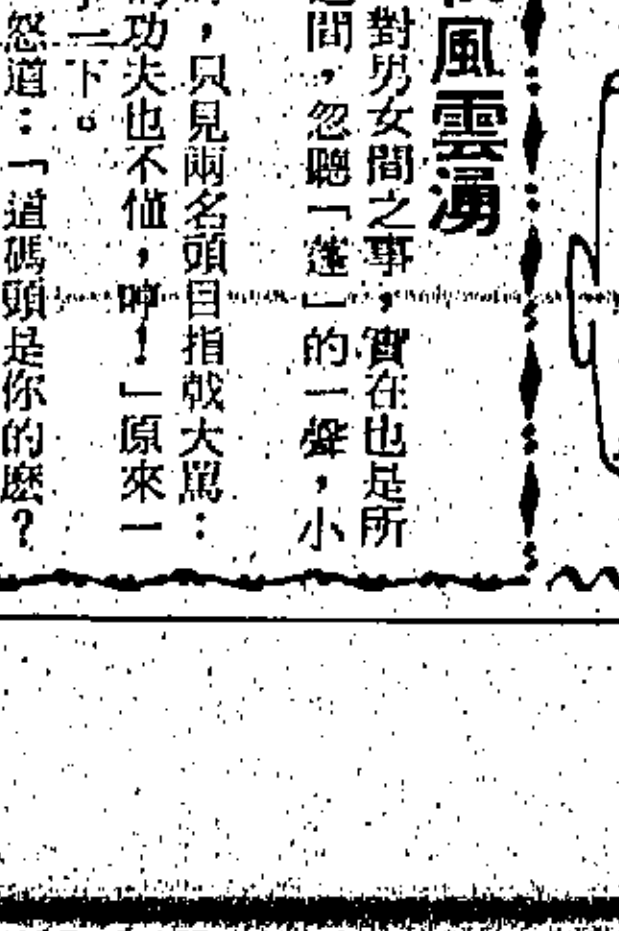 風雲湧
對男女間之事，實在也是所
間，忽聽「蓬」的一聲，小
，只見兩名頭目指戟大罵：
功夫也不懂，呻！」原來一
一下。
怒道：「道碼頭是你的麽？